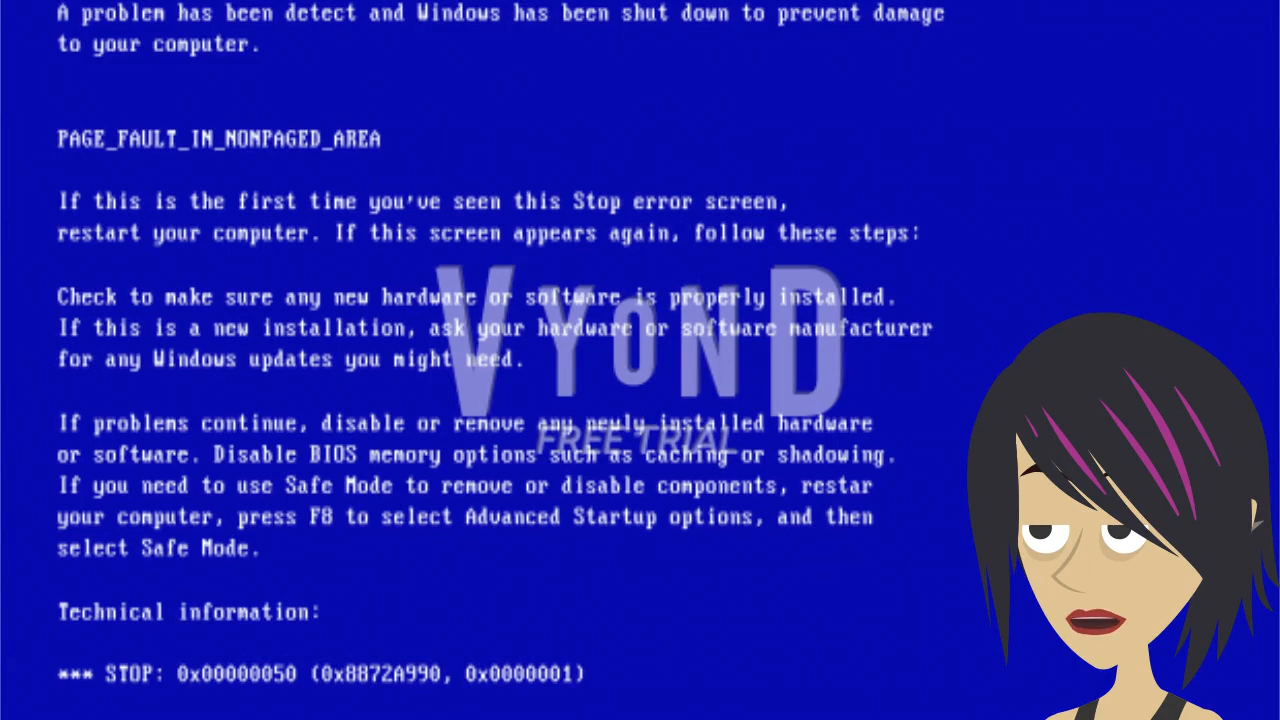 A problem has been detect and Windows has been shut down to prevent damage
to your computer.
PAGE_FAULT_IN_NONPAGED_AREA
If this is the first time you've seen this Stop error screen,
restart your computer. If this screen appears again, follow these steps:
Check to make sure any new hardware or software is properly installed.
If this is a new installation, ask your hardware or software manufacturer
for any Windows updates you might need.
VYOND
FREE TRIAL
If problems continue, disable or remove any newly installed hardware
or software. Disable BIOS memory options such as caching or shadowing.
If you need to use Safe Mode to remove or disable components, restar
your computer, press F8 to select Advanced Startup options, and then
select Safe Mode.
Technical information:
*** STOP: 0x00000050 (0x8872A990, 0x0000001)